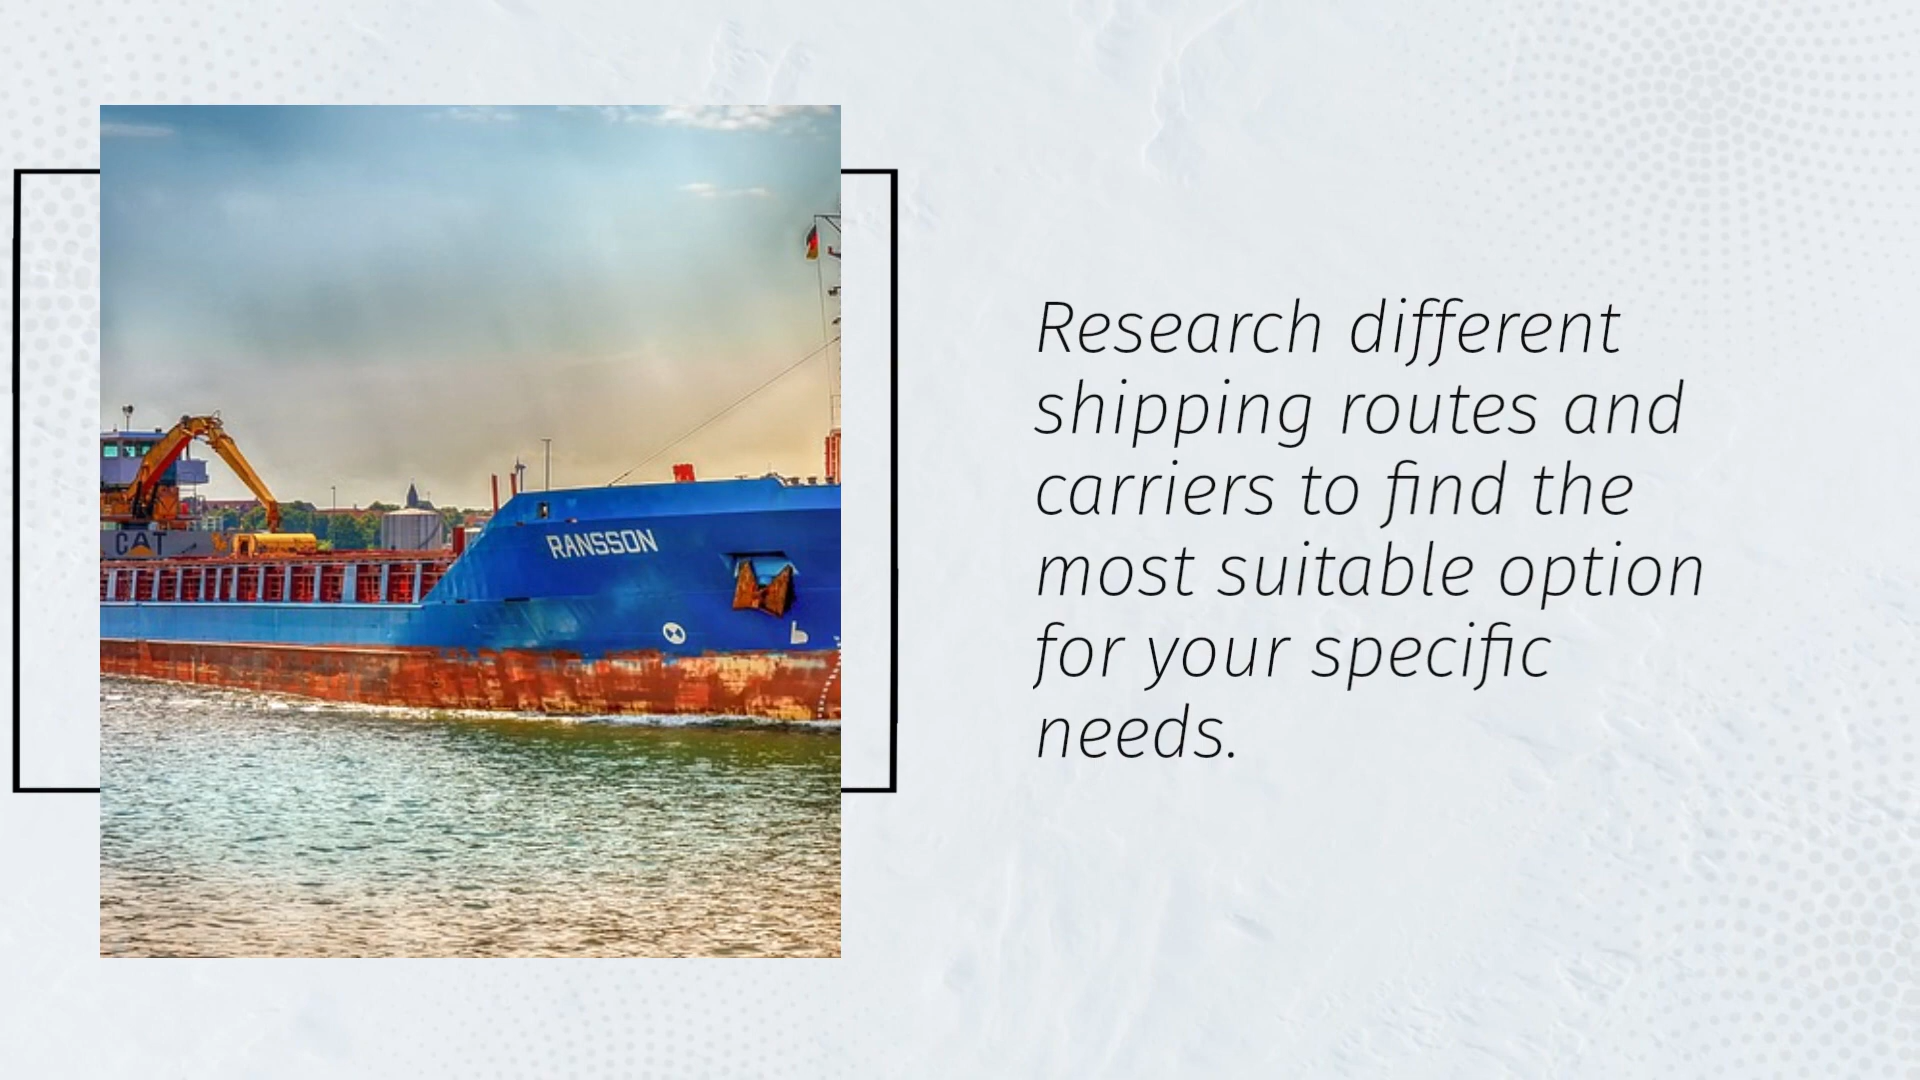 RANSSON
CAT
Research different
shipping routes and
carriers to find the
most suitable option
for your specific
needs.